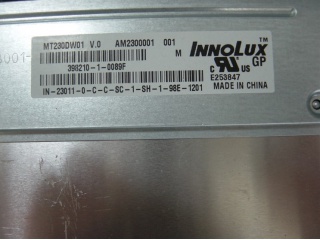 MT230DW01 V.0 AM2300001 001
M
INNOLUX™
GP
398210-1-0089F
E253847
IN-23011-0-C-C-SC-1-SH-1-98E-1201
MADE IN CHINA